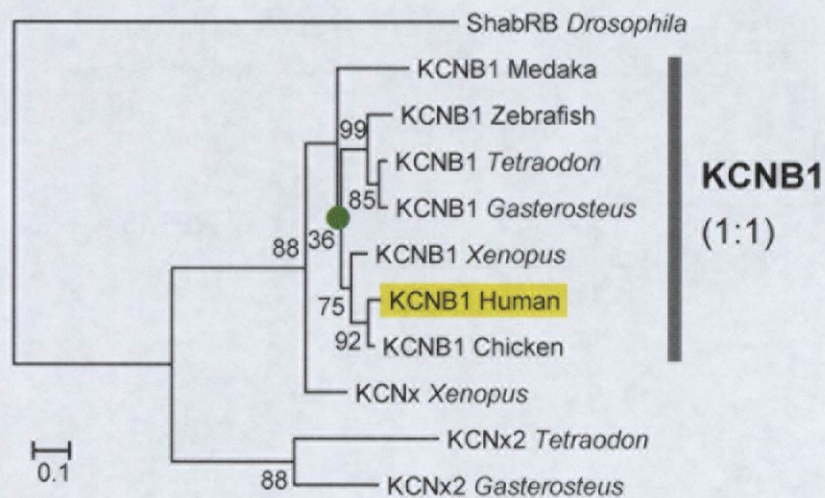 ShabRB Drosophila
KCNB1 Medaka
KCNB1 Zebrafish
99
KCNB1 Tetraodon
KCNB1
85
KCNB1 Gasterosteus
(1:1)
36
88
KCNB1 Xenopus
KCNB1 Human
75
92
KCNB1 Chicken
KCNx Xenopus
KCNx2 Tetraodon
0.1
88
KCNx2 Gasterosteus